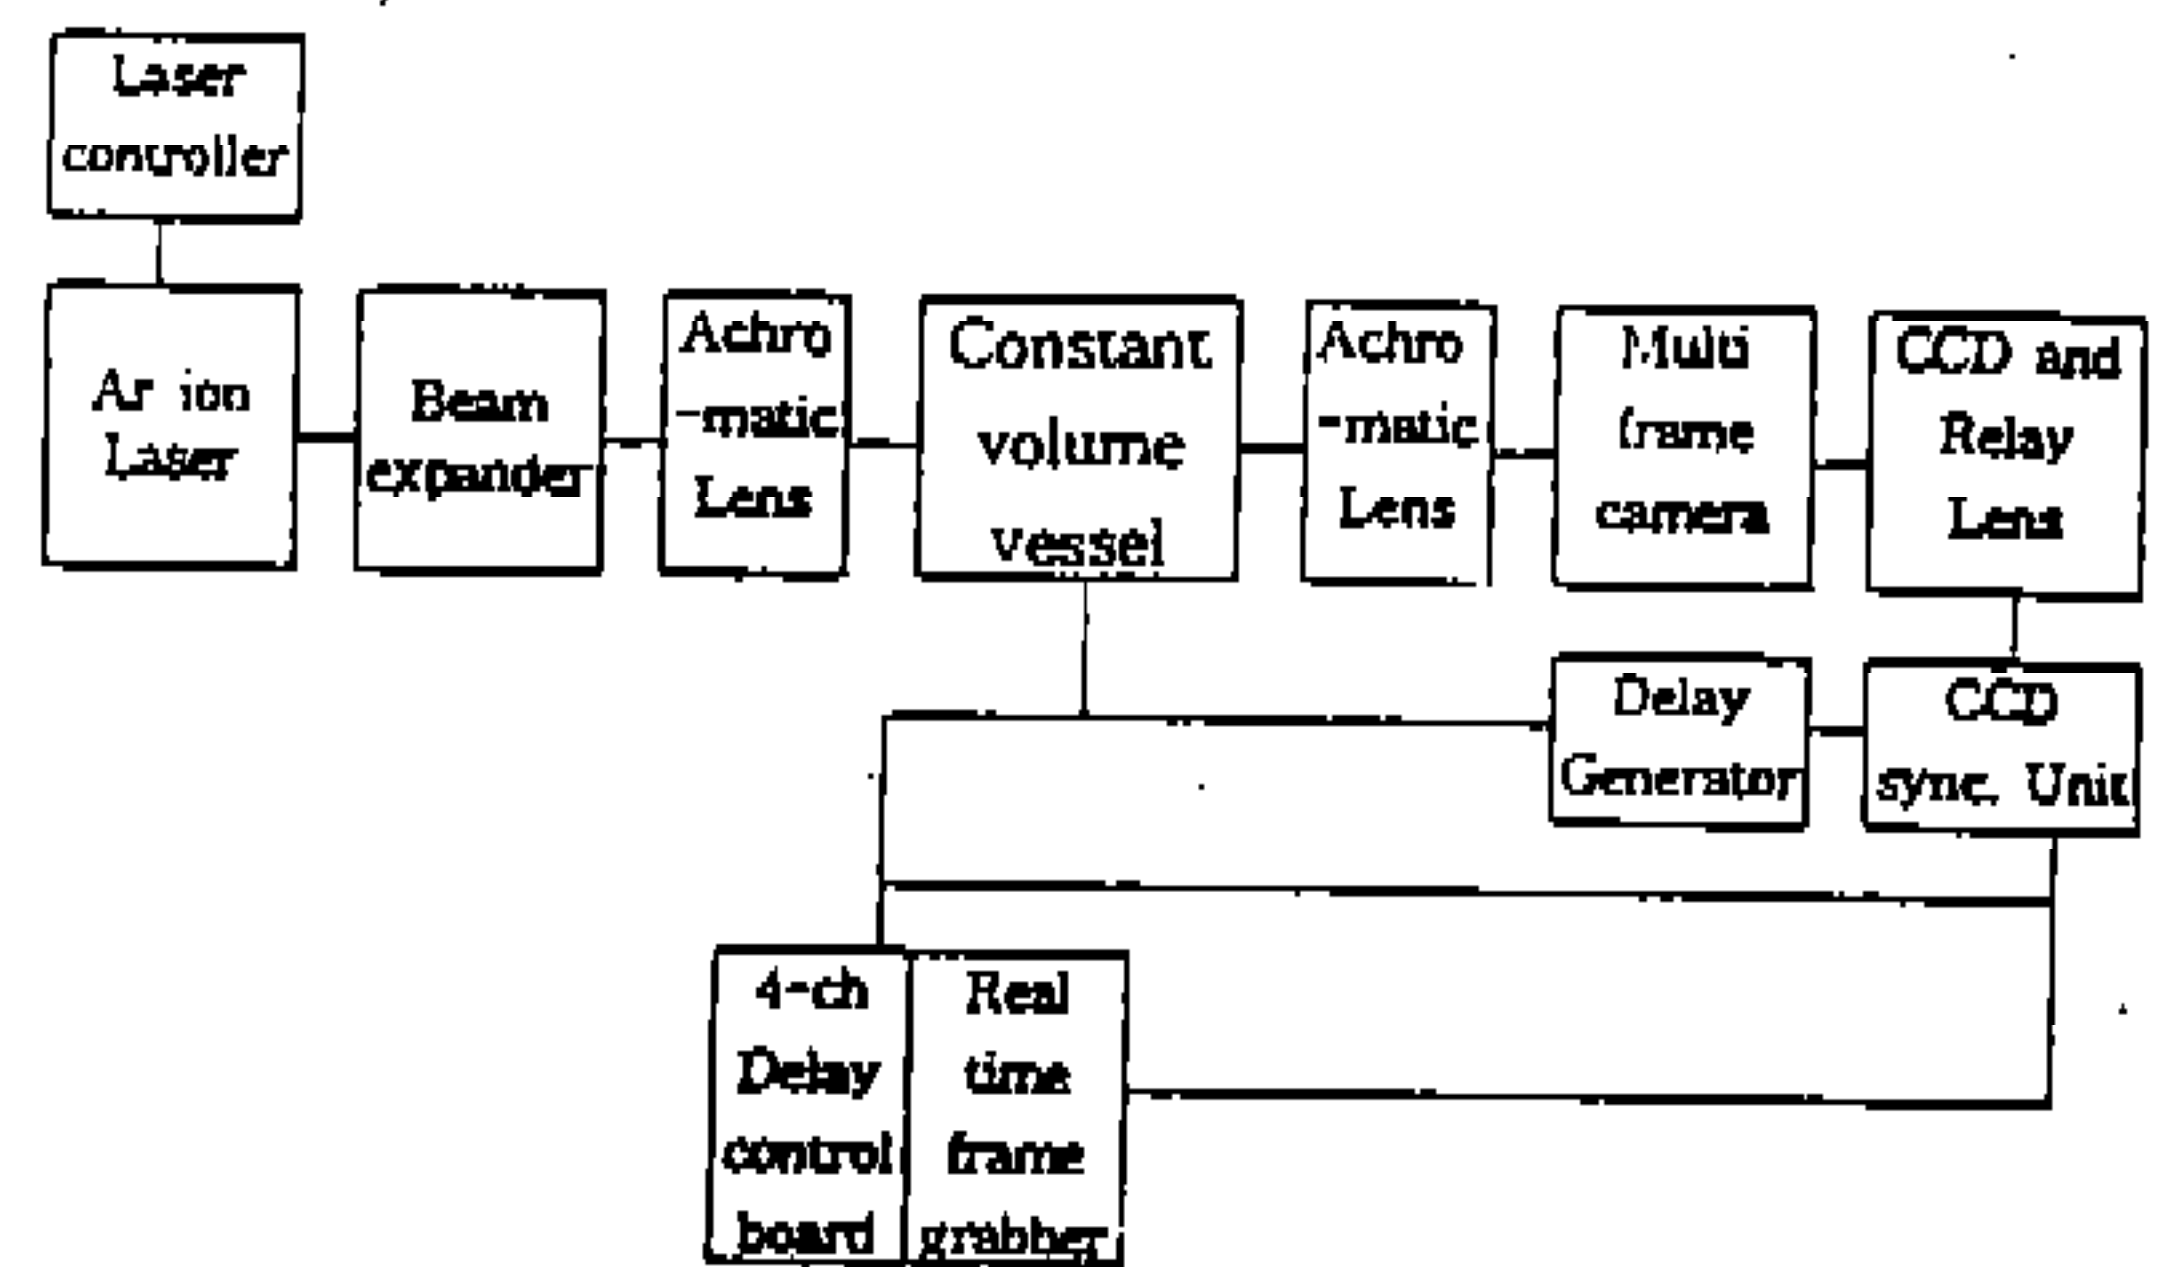 Laser
controller
Ar ion
Laser
Beam
expander
Achro
-matic
Lens
Constant
volume
vessel
Achro
-matic
Lens
Multi
frame
camera
CCD and
Relay
Lens
Delay
Generator
CCD
sync. Unit
4-ch
Delay
control
board
Real
time
frame
grabber